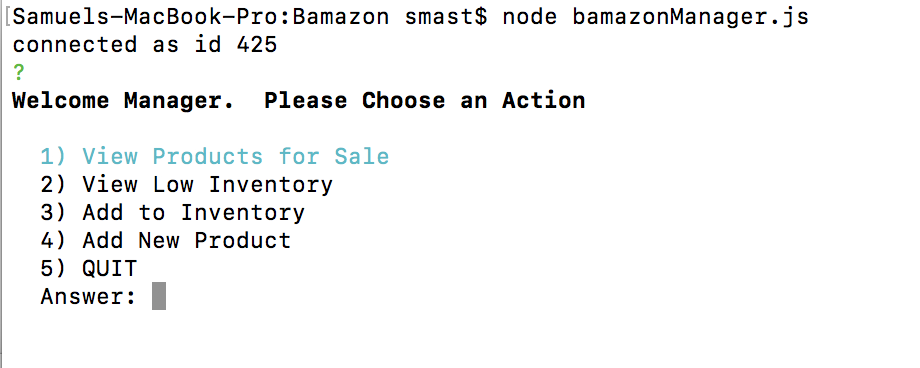 [Samuels-MacBook-Pro:Bamazon smast$ node bamazonManager.js
connected as id 425
?
Welcome Manager.  Please Choose an Action
1) View Products for Sale
2) View Low Inventory
3) Add to Inventory
4) Add New Product
5) QUIT
Answer: